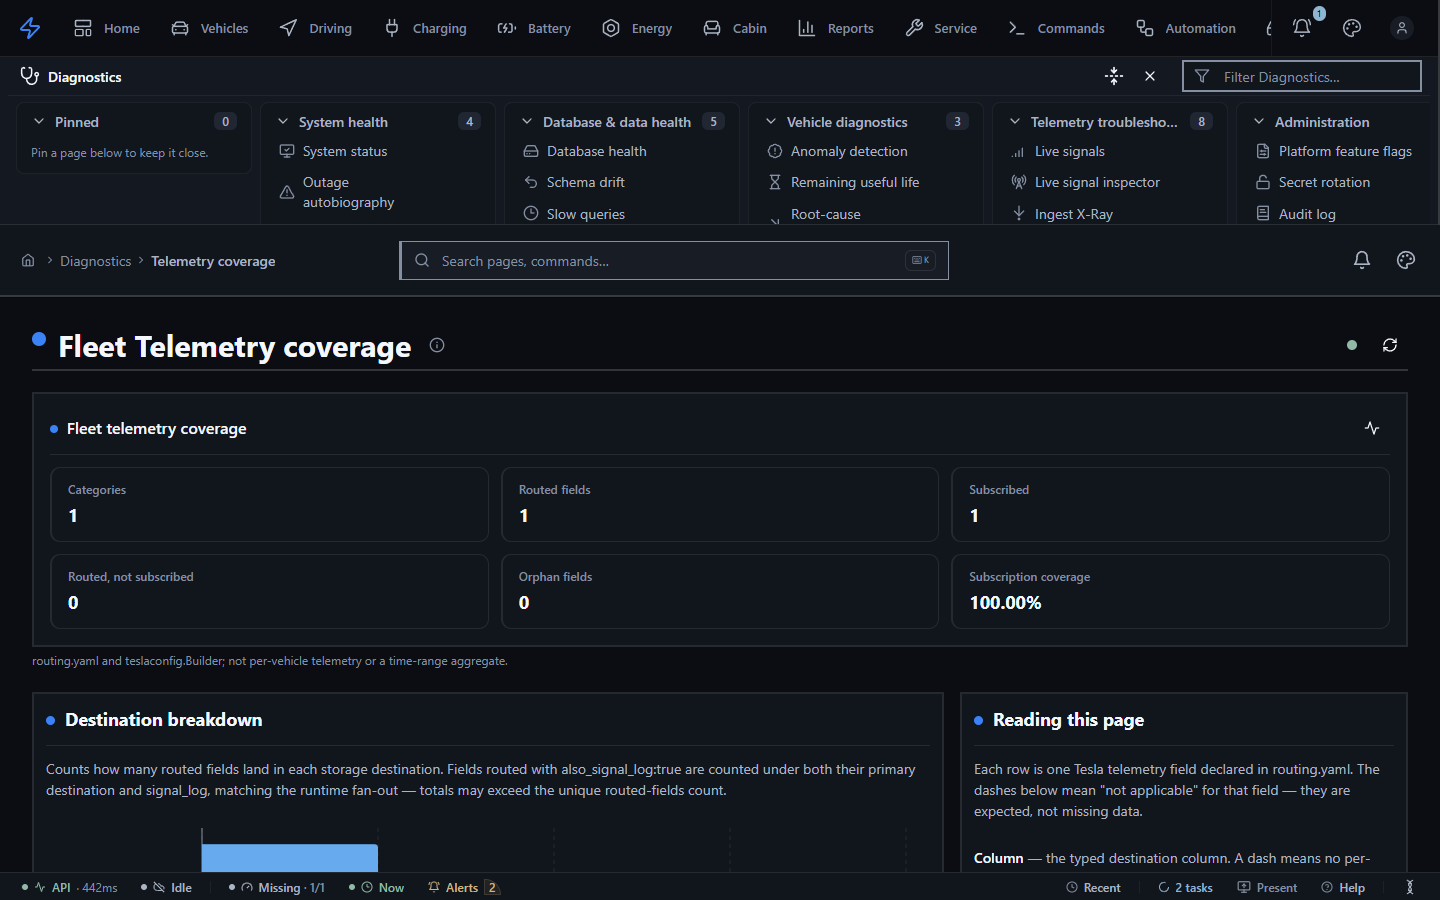 Home Vehicles Driving Charging Battery Energy Cabin Reports Service Commands Automation 1
Diagnostics
Filter Diagnostics...
Pinned 0
Pin a page below to keep it close.
System health 4
System status
Outage
autobiography
Database & data health 5
Database health
Schema drift
Slow queries
Vehicle diagnostics 3
Anomaly detection
Remaining useful life
Root-cause
Telemetry troublesho... 8
Live signals
Live signal inspector
Ingest X-Ray
Administration
Platform feature flags
Secret rotation
Audit log
Diagnostics Telemetry coverage
Search pages, commands... K
Fleet Telemetry coverage
Fleet telemetry coverage
Categories
1
Routed fields
1
Subscribed
1
Routed, not subscribed
0
Orphan fields
0
Subscription coverage
100.00%
routing.yaml and teslaconfig.Builder; not per-vehicle telemetry or a time-range aggregate.
Destination breakdown
Counts how many routed fields land in each storage destination. Fields routed with also_signal_log:true are counted under both their primary
destination and signal_log, matching the runtime fan-out — totals may exceed the unique routed-fields count.
Reading this page
Each row is one Tesla telemetry field declared in routing.yaml. The
dashes below mean "not applicable" for that field — they are
expected, not missing data.
Column — the typed destination column. A dash means no per-
API · 442ms Idle Missing · 1/1 Now Alerts 2 Recent 2 tasks Present Help